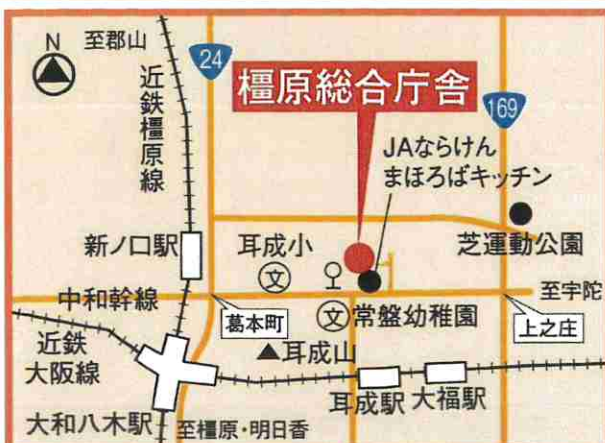 N
至郡山
24
近鉄橿原線
橿原総合庁舎
169
JAならけん
まほろばキッチン
新ノ口駅
耳成小
芝運動公園
文
中和幹線
至宇陀
葛本町
文
常盤幼稚園
上之庄
近鉄
大阪線
▲耳成山
耳成駅
大福駅
大和八木駅
至橿原・明日香